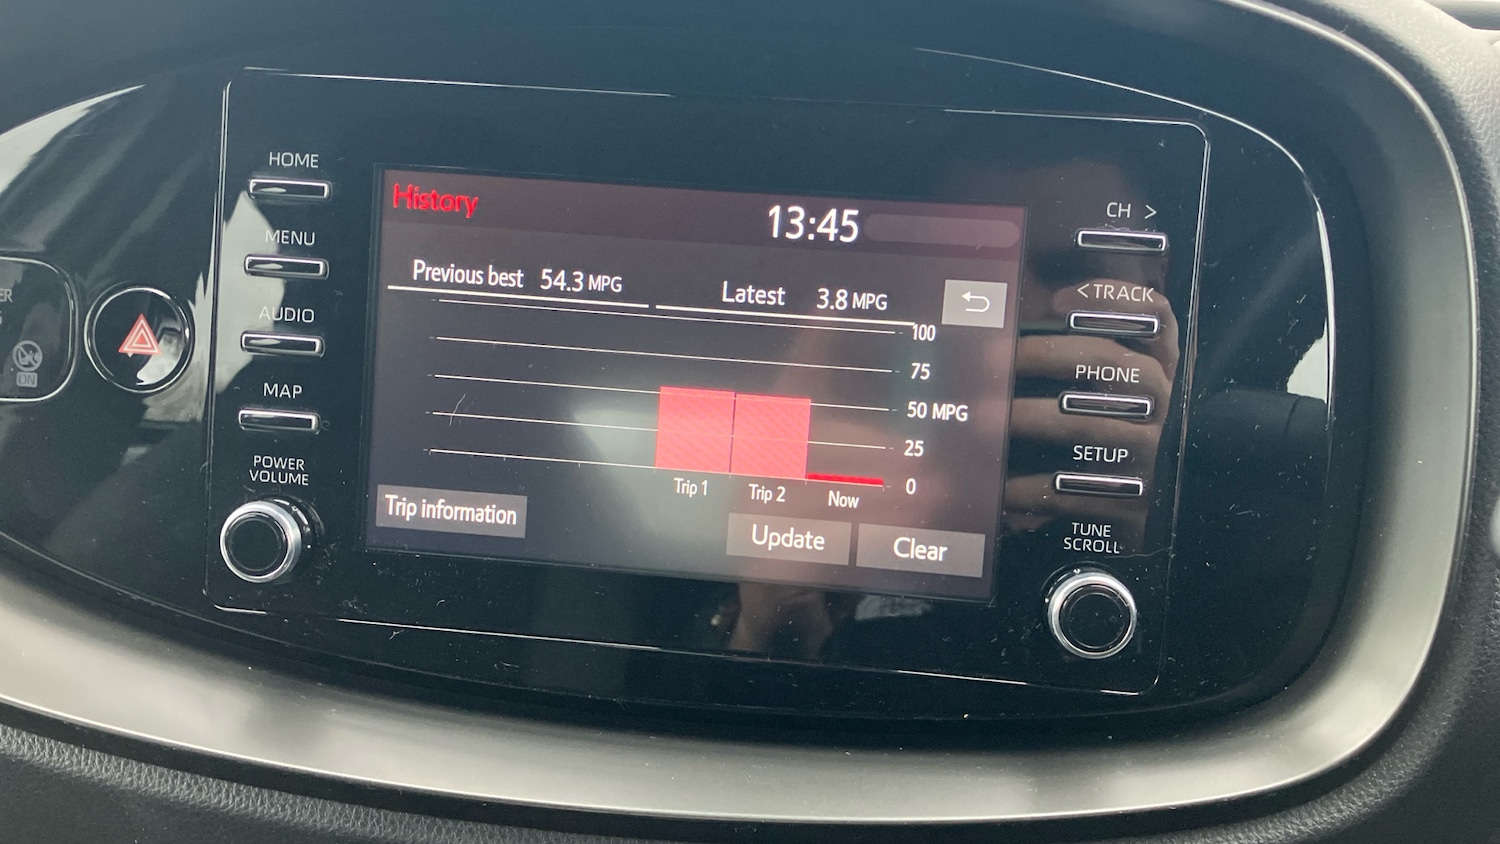 HOME
MENU
AUDIO
MAP
POWER
VOLUME
ER
ON
History
13:45
Previous best 54.3 MPG
Latest 3.8 MPG
100
75
50 MPG
25
0
Trip 1
Trip 2
Now
Trip information
Update
Clear
CH >
< TRACK
PHONE
SETUP
TUNE
SCROLL